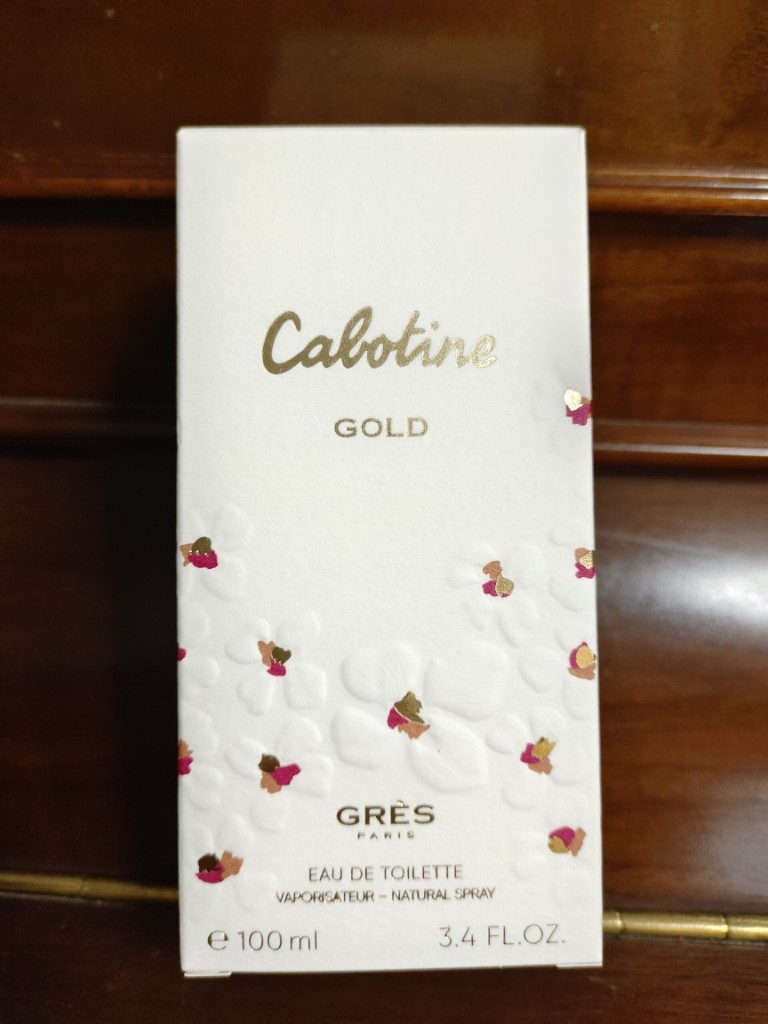 Cabotine
GOLD
GRÈS
PARIS
EAU DE TOILETTE
VAPORISATEUR – NATURAL SPRAY
℮ 100 ml 3.4 FL.OZ.